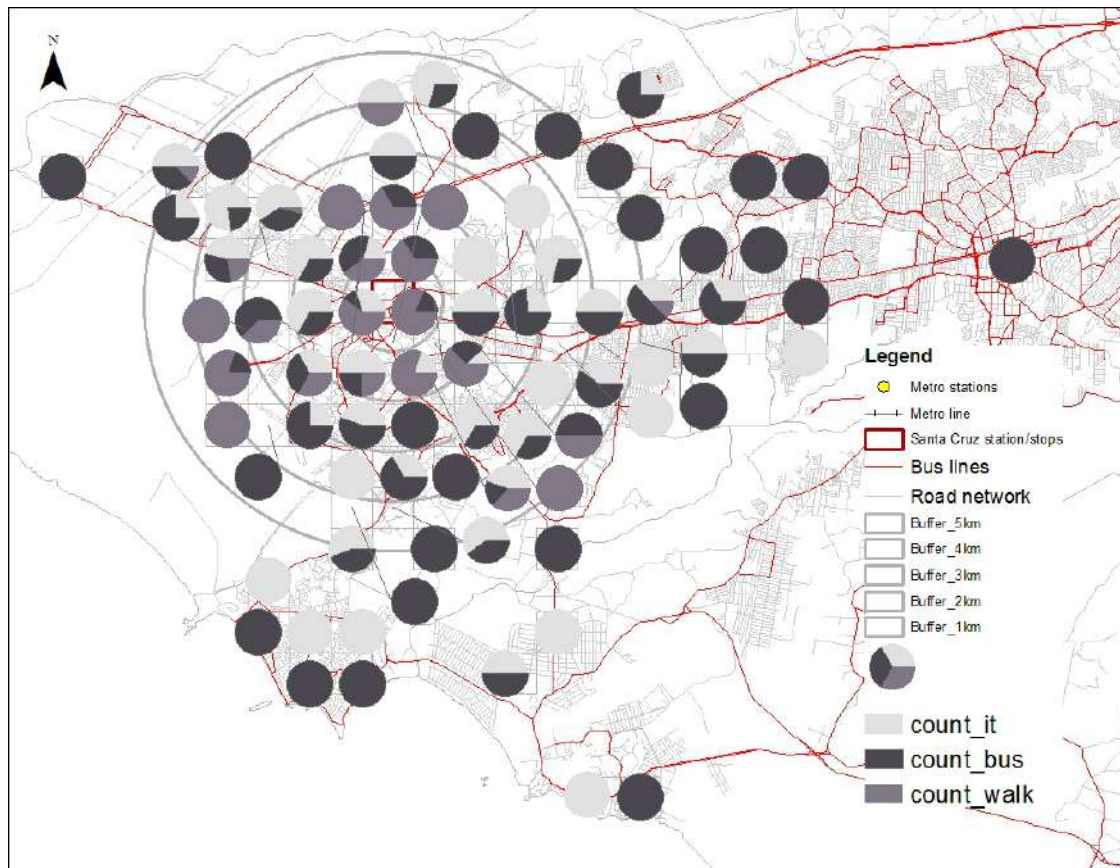 N
Legend
Metro stations
Metro line
Santa Cruz station/stops
Bus lines
Road network
Buffer_5km
Buffer_4km
Buffer_3km
Buffer_2km
Buffer_1km
count_it
count_bus
count_walk